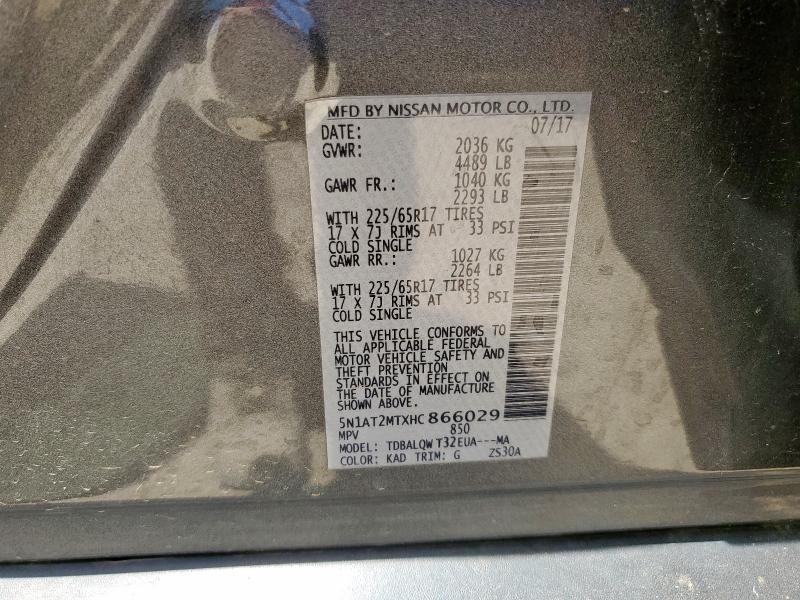 MFD BY NISSAN MOTOR CO., LTD.
DATE: 07/17
GVWR: 2036 KG
4489 LB
GAWR FR.: 1040 KG
2293 LB
WITH 225/65R17 TIRES
17 X 7J RIMS AT 33 PSI
COLD SINGLE
GAWR RR.: 1027 KG
2264 LB
WITH 225/65R17 TIRES
17 X 7J RIMS AT 33 PSI
COLD SINGLE
THIS VEHICLE CONFORMS TO
ALL APPLICABLE FEDERAL
MOTOR VEHICLE SAFETY AND
THEFT PREVENTION
STANDARDS IN EFFECT ON
THE DATE OF MANUFACTURE
SHOWN ABOVE.
5N1AT2MTXHC866029
MPV 850
MODEL: TDBALQW T32EUA---MA
COLOR: KAD TRIM: G ZS30A